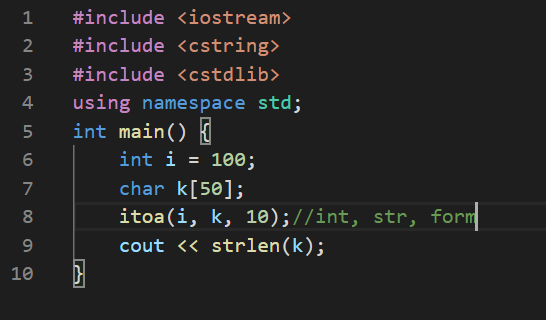 1 #include <iostream>
2 #include <cstring>
3 #include <cstdlib>
4 using namespace std;
5 int main() {
6 int i = 100;
7 char k[50];
8 itoa(i, k, 10);//int, str, form
9 cout << strlen(k);
10 }